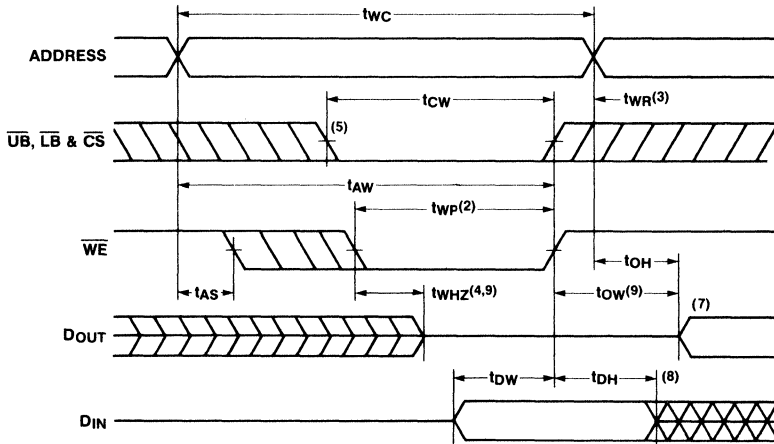 tWC
ADDRESS
tCW
tWR(3)
UB, LB & CS
(5)
tAW
tWP(2)
WE
tOH
tAS
tWHZ(4,9)
tOW(9)
(7)
DOUT
tDW
tDH
(8)
DIN